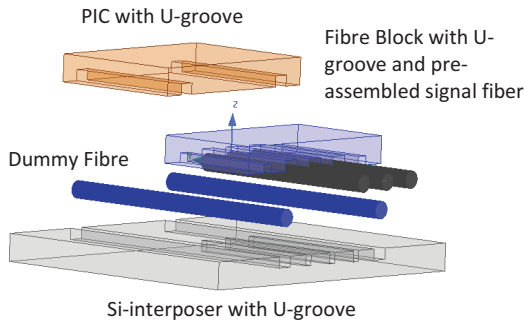 PIC with U-groove
Fibre Block with U-
groove and pre-
assembled signal fiber
z
Dummy Fibre
Si-interposer with U-groove